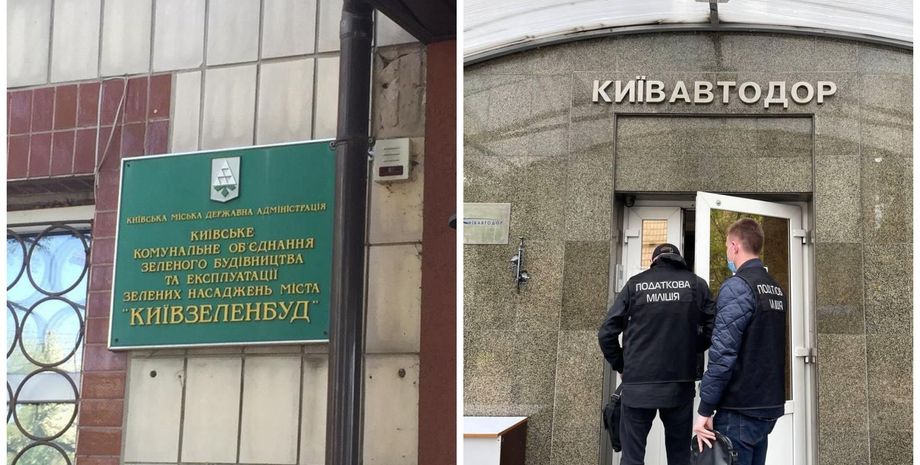 КИЇВСЬКА МІСЬКА ДЕРЖАВНА АДМІНІСТРАЦІЯ
КИЇВСЬКЕ
КОМУНАЛЬНЕ ОБ'ЄДНАННЯ
ЗЕЛЕНОГО БУДІВНИЦТВА
ТА ЕКСПЛУАТАЦІЇ
ЗЕЛЕНИХ НАСАДЖЕНЬ МІСТА
"КИЇВЗЕЛЕНБУД"
КИЇВАВТОДОР
КИЇВАВТОДОР
ПОДАТКОВА
МІЛІЦІЯ